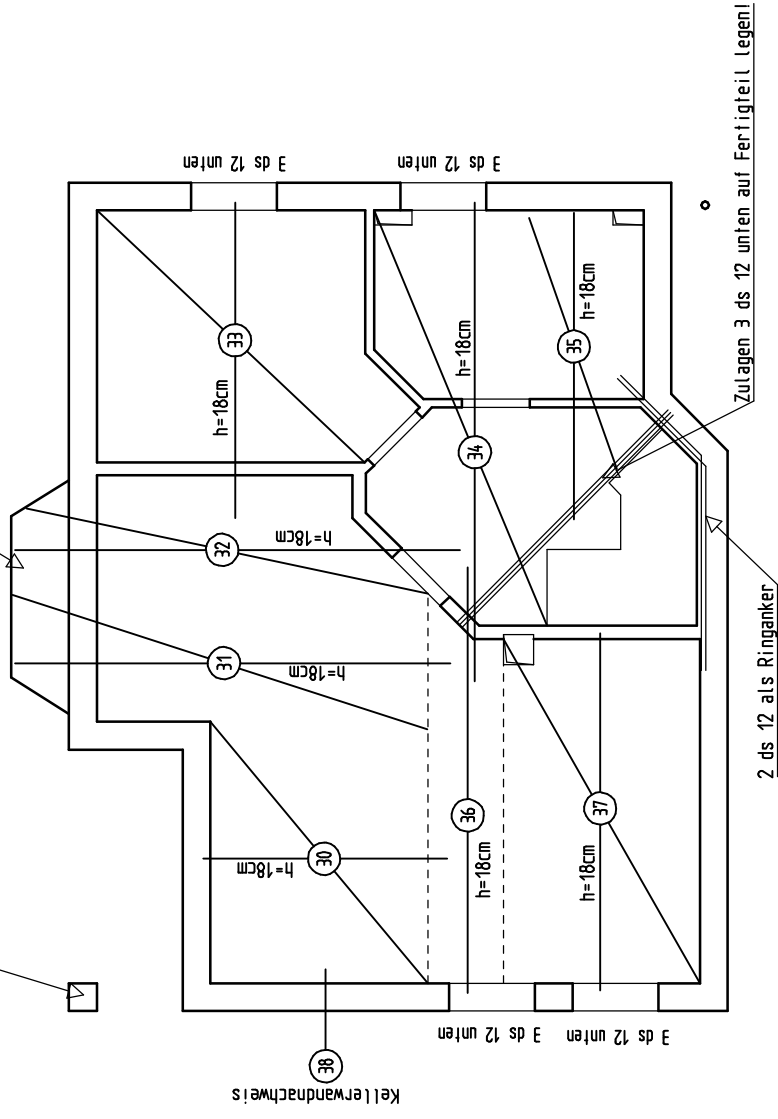 3 ds 12 unten
3 ds 12 unten
33
h=18cm
h=18cm
34
35
h=18cm
Zulagen 3 ds 12 unten auf Fertigteil legen!
32
h=18cm
31
h=18cm
30
h=18cm
36
h=18cm
37
h=18cm
2 ds 12 als Ringanker
3 ds 12 unten
3 ds 12 unten
38
Kellerwandnachweis